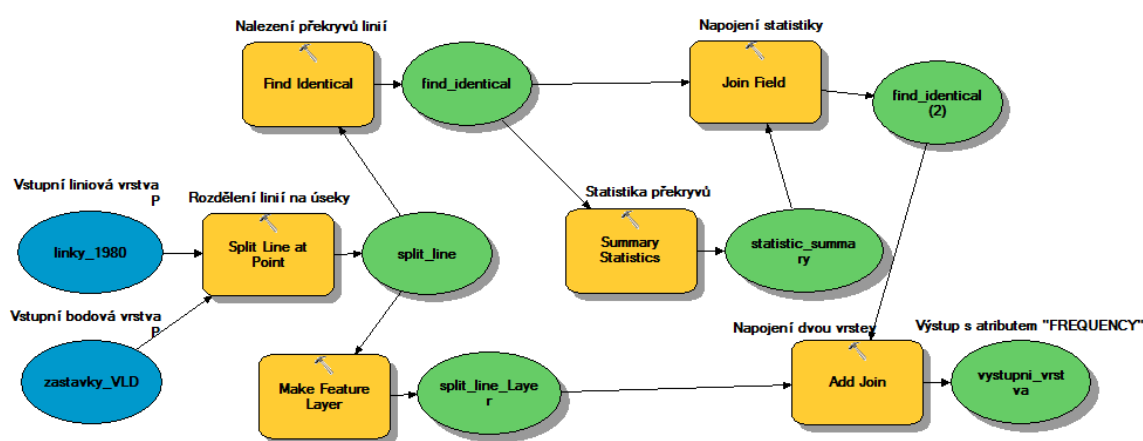 Nalezení překryvů linií
Napojení statistiky
Find Identical
find_identical
Join Field
find_identical
(2)
Vstupní liniová vrstva
P
Rozdělení linií na úseky
Statistika překryvů
linky_1980
Split Line at
Point
split_line
Summary
Statistics
statistic_summa
ry
Vstupní bodová vrstva
P
Napojení dvou vrstev
Výstup s atributem "FREQUENCY"
zastavky_VLD
Make Feature
Layer
split_line_Laye
r
Add Join
vystupni_vrst
va